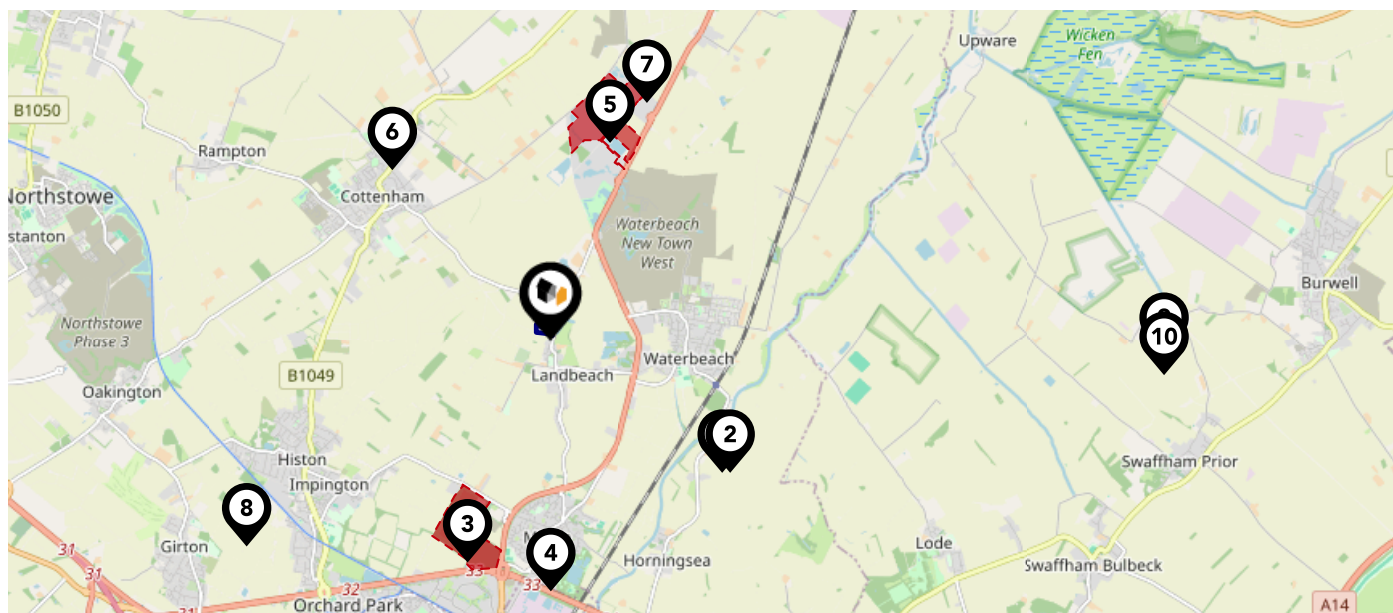 Upware
Wicken
Fen
7
B1050
5
6
Rampton
Cottenham
Northstowe
stanton
Waterbeach
New Town
West
Burwell
Northstowe
Phase 3
10
Waterbeach
B1049
Landbeach
Oakington
2
Histon
Swaffham Prior
Impington
8
3
4
Girton
Lode
Horningsea
Swaffham Bulbeck
31
33
31
32
33
31
Orchard Park
A14